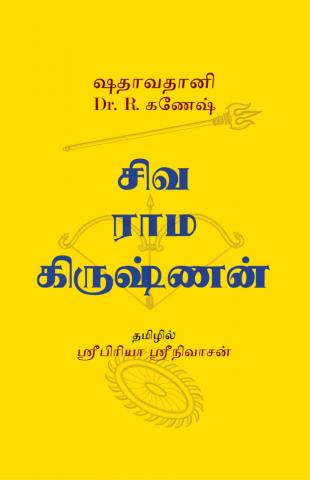 ஷதாவதானி
Dr. R. கணேஷ்
சிவ
ராம
கிருஷ்ணன்
தமிழில்
ஸ்ரீபிரியா ஸ்ரீநிவாசன்